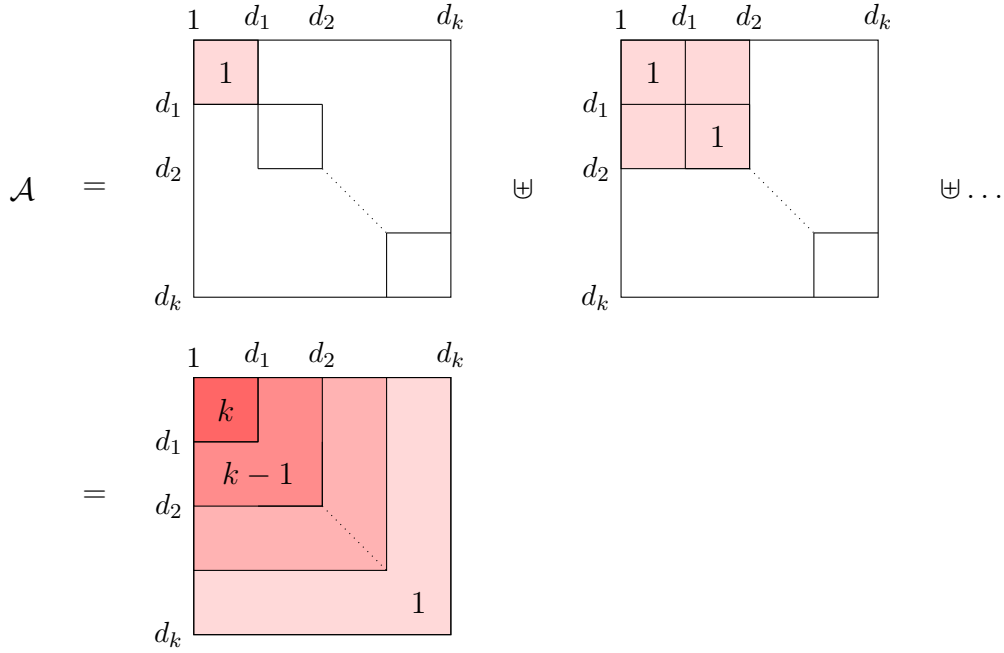 1 d₁ d₂ dₖ 1 d₁ d₂ dₖ
1 1
d₁ d₁
1
𝒜 = d₂ ⊎ d₂ ⊎ …
dₖ dₖ
1 d₁ d₂ dₖ
k
d₁
k − 1
= d₂
1
dₖ